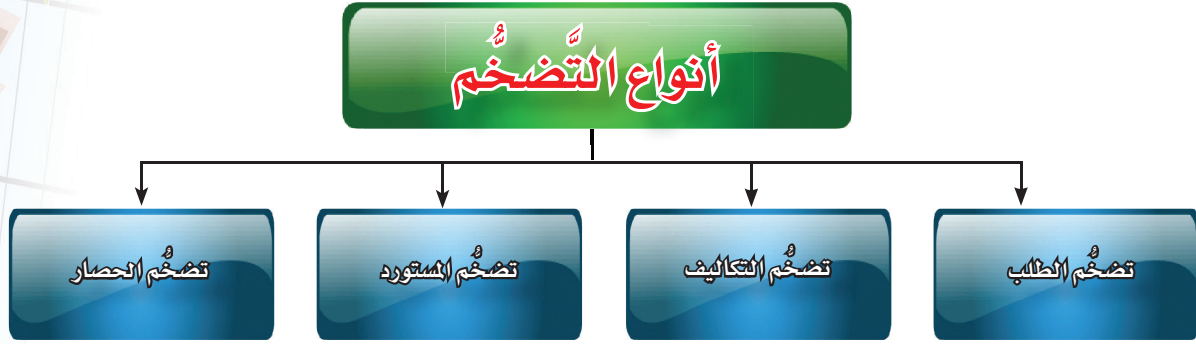 أنواع التَّضخُّم
تضخُّم الطلب
تضخُّم التكاليف
تضخُّم المستورد
تضخُّم الحصار